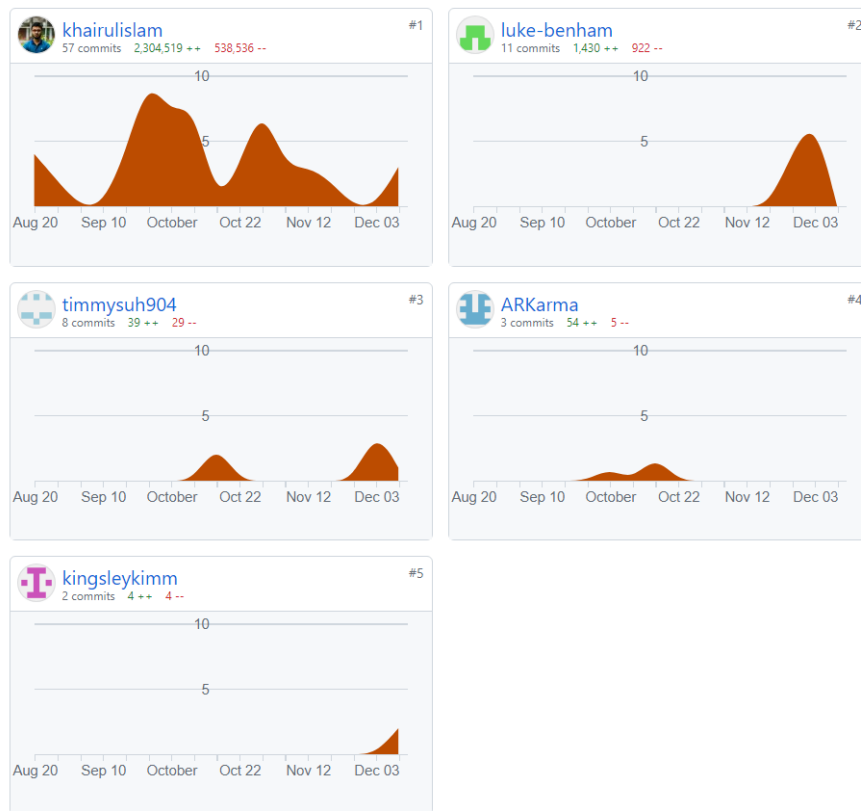 khairulislam #1
57 commits 2,304,519 ++ 538,536 --
10
5
Aug 20 Sep 10 October Oct 22 Nov 12 Dec 03
luke-benham #2
11 commits 1,430 ++ 922 --
10
5
Aug 20 Sep 10 October Oct 22 Nov 12 Dec 03
timmysuh904 #3
8 commits 39 ++ 29 --
10
5
Aug 20 Sep 10 October Oct 22 Nov 12 Dec 03
ARKarma #4
3 commits 54 ++ 5 --
10
5
Aug 20 Sep 10 October Oct 22 Nov 12 Dec 03
kingsleykimm #5
2 commits 4 ++ 4 --
10
5
Aug 20 Sep 10 October Oct 22 Nov 12 Dec 03